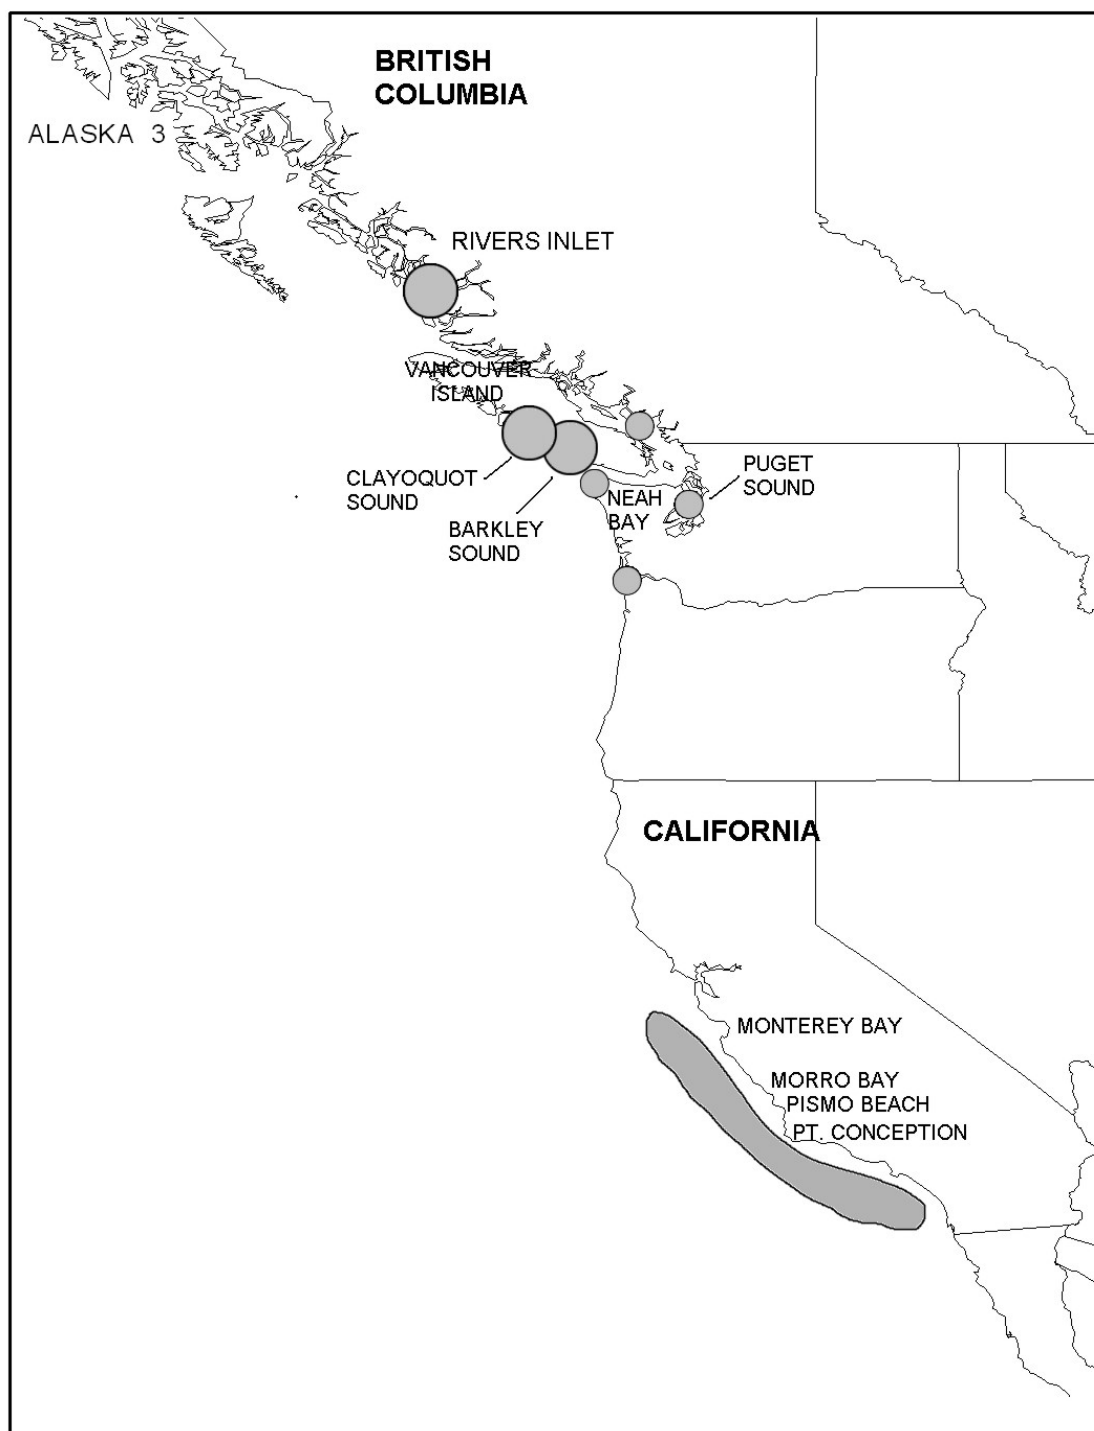 BRITISH
COLUMBIA
ALASKA 3
RIVERS INLET
VANCOUVER
ISLAND
CLAYOQUOT
SOUND
BARKLEY
SOUND
NEAH
BAY
PUGET
SOUND
CALIFORNIA
MONTEREY BAY
MORRO BAY
PISMO BEACH
PT. CONCEPTION